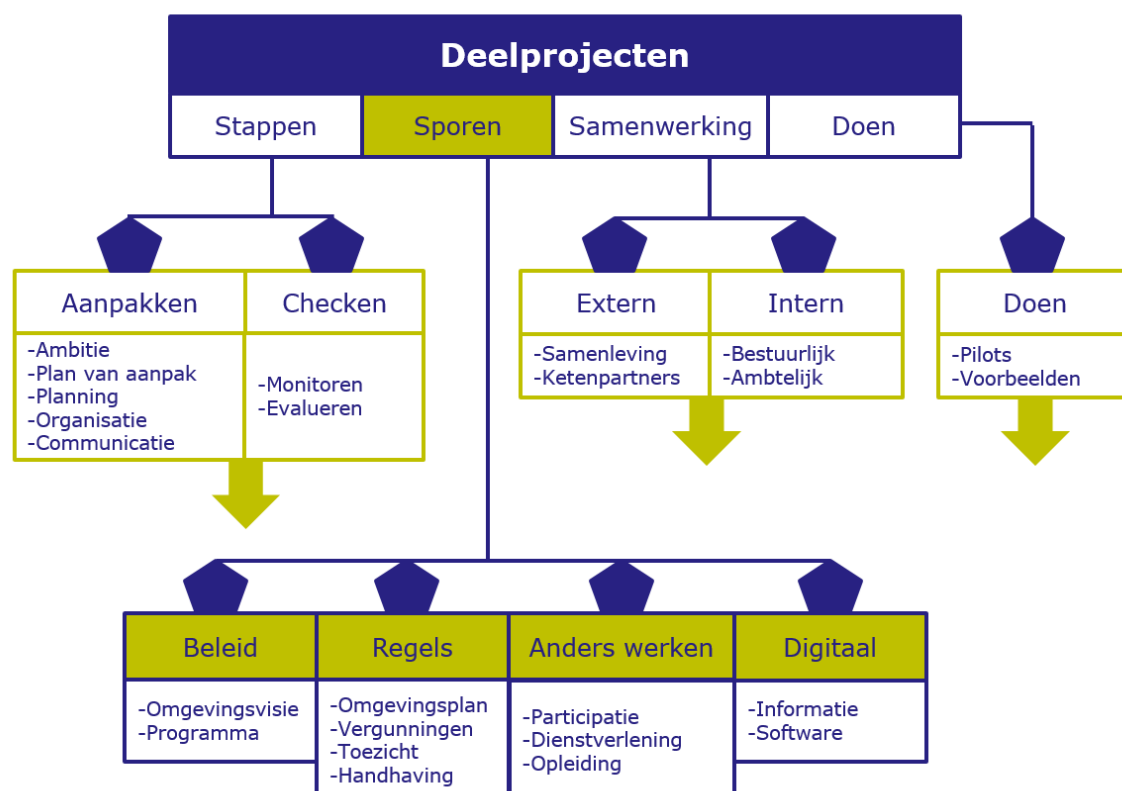 Deelprojecten
Stappen
Sporen
Samenwerking
Doen
Aanpakken
-Ambitie
-Plan van aanpak
-Planning
-Organisatie
-Communicatie
Checken
-Monitoren
-Evalueren
Extern
-Samenleving
-Ketenpartners
Intern
-Bestuurlijk
-Ambtelijk
Doen
-Pilots
-Voorbeelden
Beleid
-Omgevingsvisie
-Programma
Regels
-Omgevingsplan
-Vergunningen
-Toezicht
-Handhaving
Anders werken
-Participatie
-Dienstverlening
-Opleiding
Digitaal
-Informatie
-Software